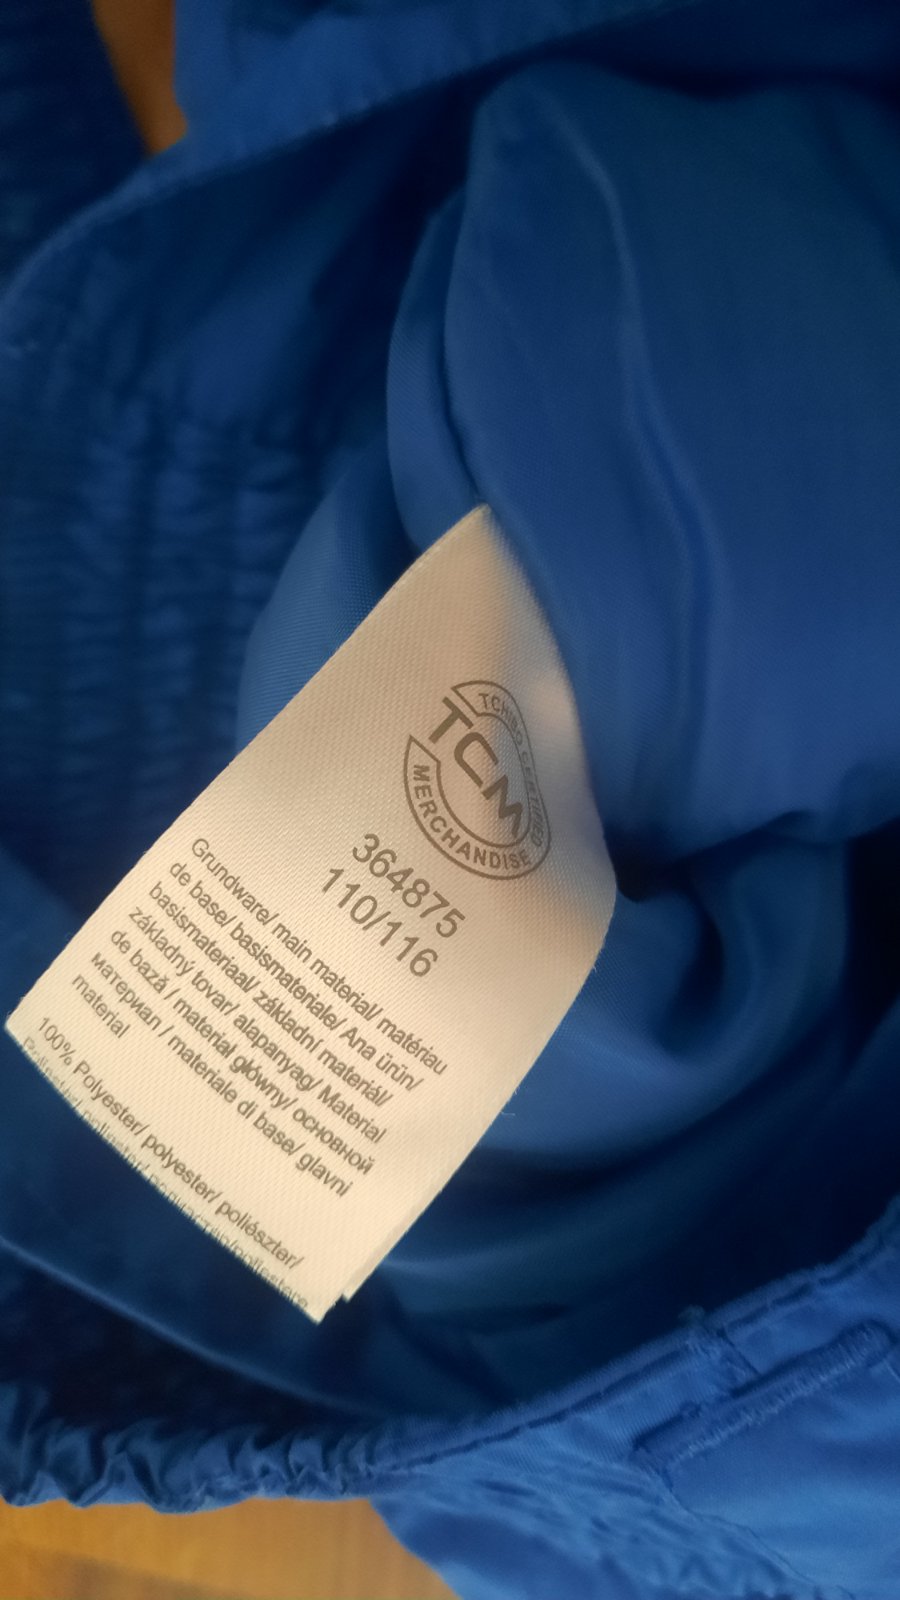 TCHIBO CERTIFIED
TCM
MERCHANDISE
364875
110/116
Grundware/ main material/ matériau
de base/ basismateriale/ Ana ürün/
basismateriaal/ základní materiál/
základný tovar/ alapanyag/ Material
de bază / materiał główny/ основной
материал / materiale di base/ glavni
material
100% Polyester/ polyester/ poliészter/